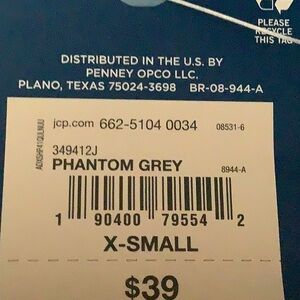 PLEASE
RECYCLE
THIS TAG
DISTRIBUTED IN THE U.S. BY
PENNEY OPCO LLC.
PLANO, TEXAS 75024-3698 BR-08-944-A
jcp.com 662-5104 0034 08531-6
349412J
PHANTOM GREY 8944-A
1 90400 79554 2
X-SMALL
$39